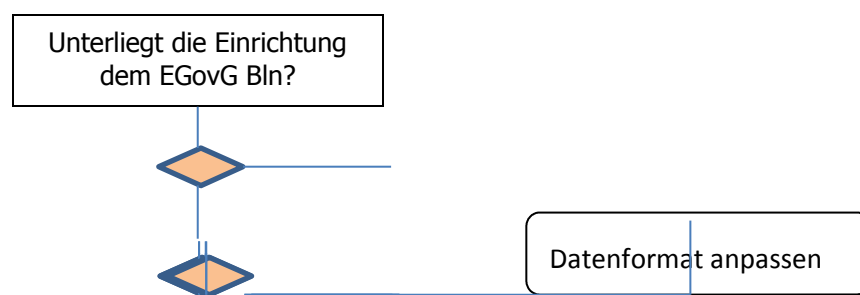 Unterliegt die Einrichtung
dem EGovG Bln?
Datenformat anpassen